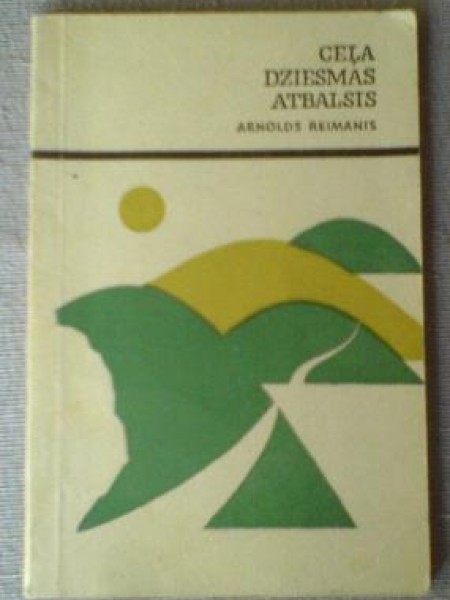 CEĻA
DZIESMAS
ATBALSIS
ARNOLDS REIMANIS